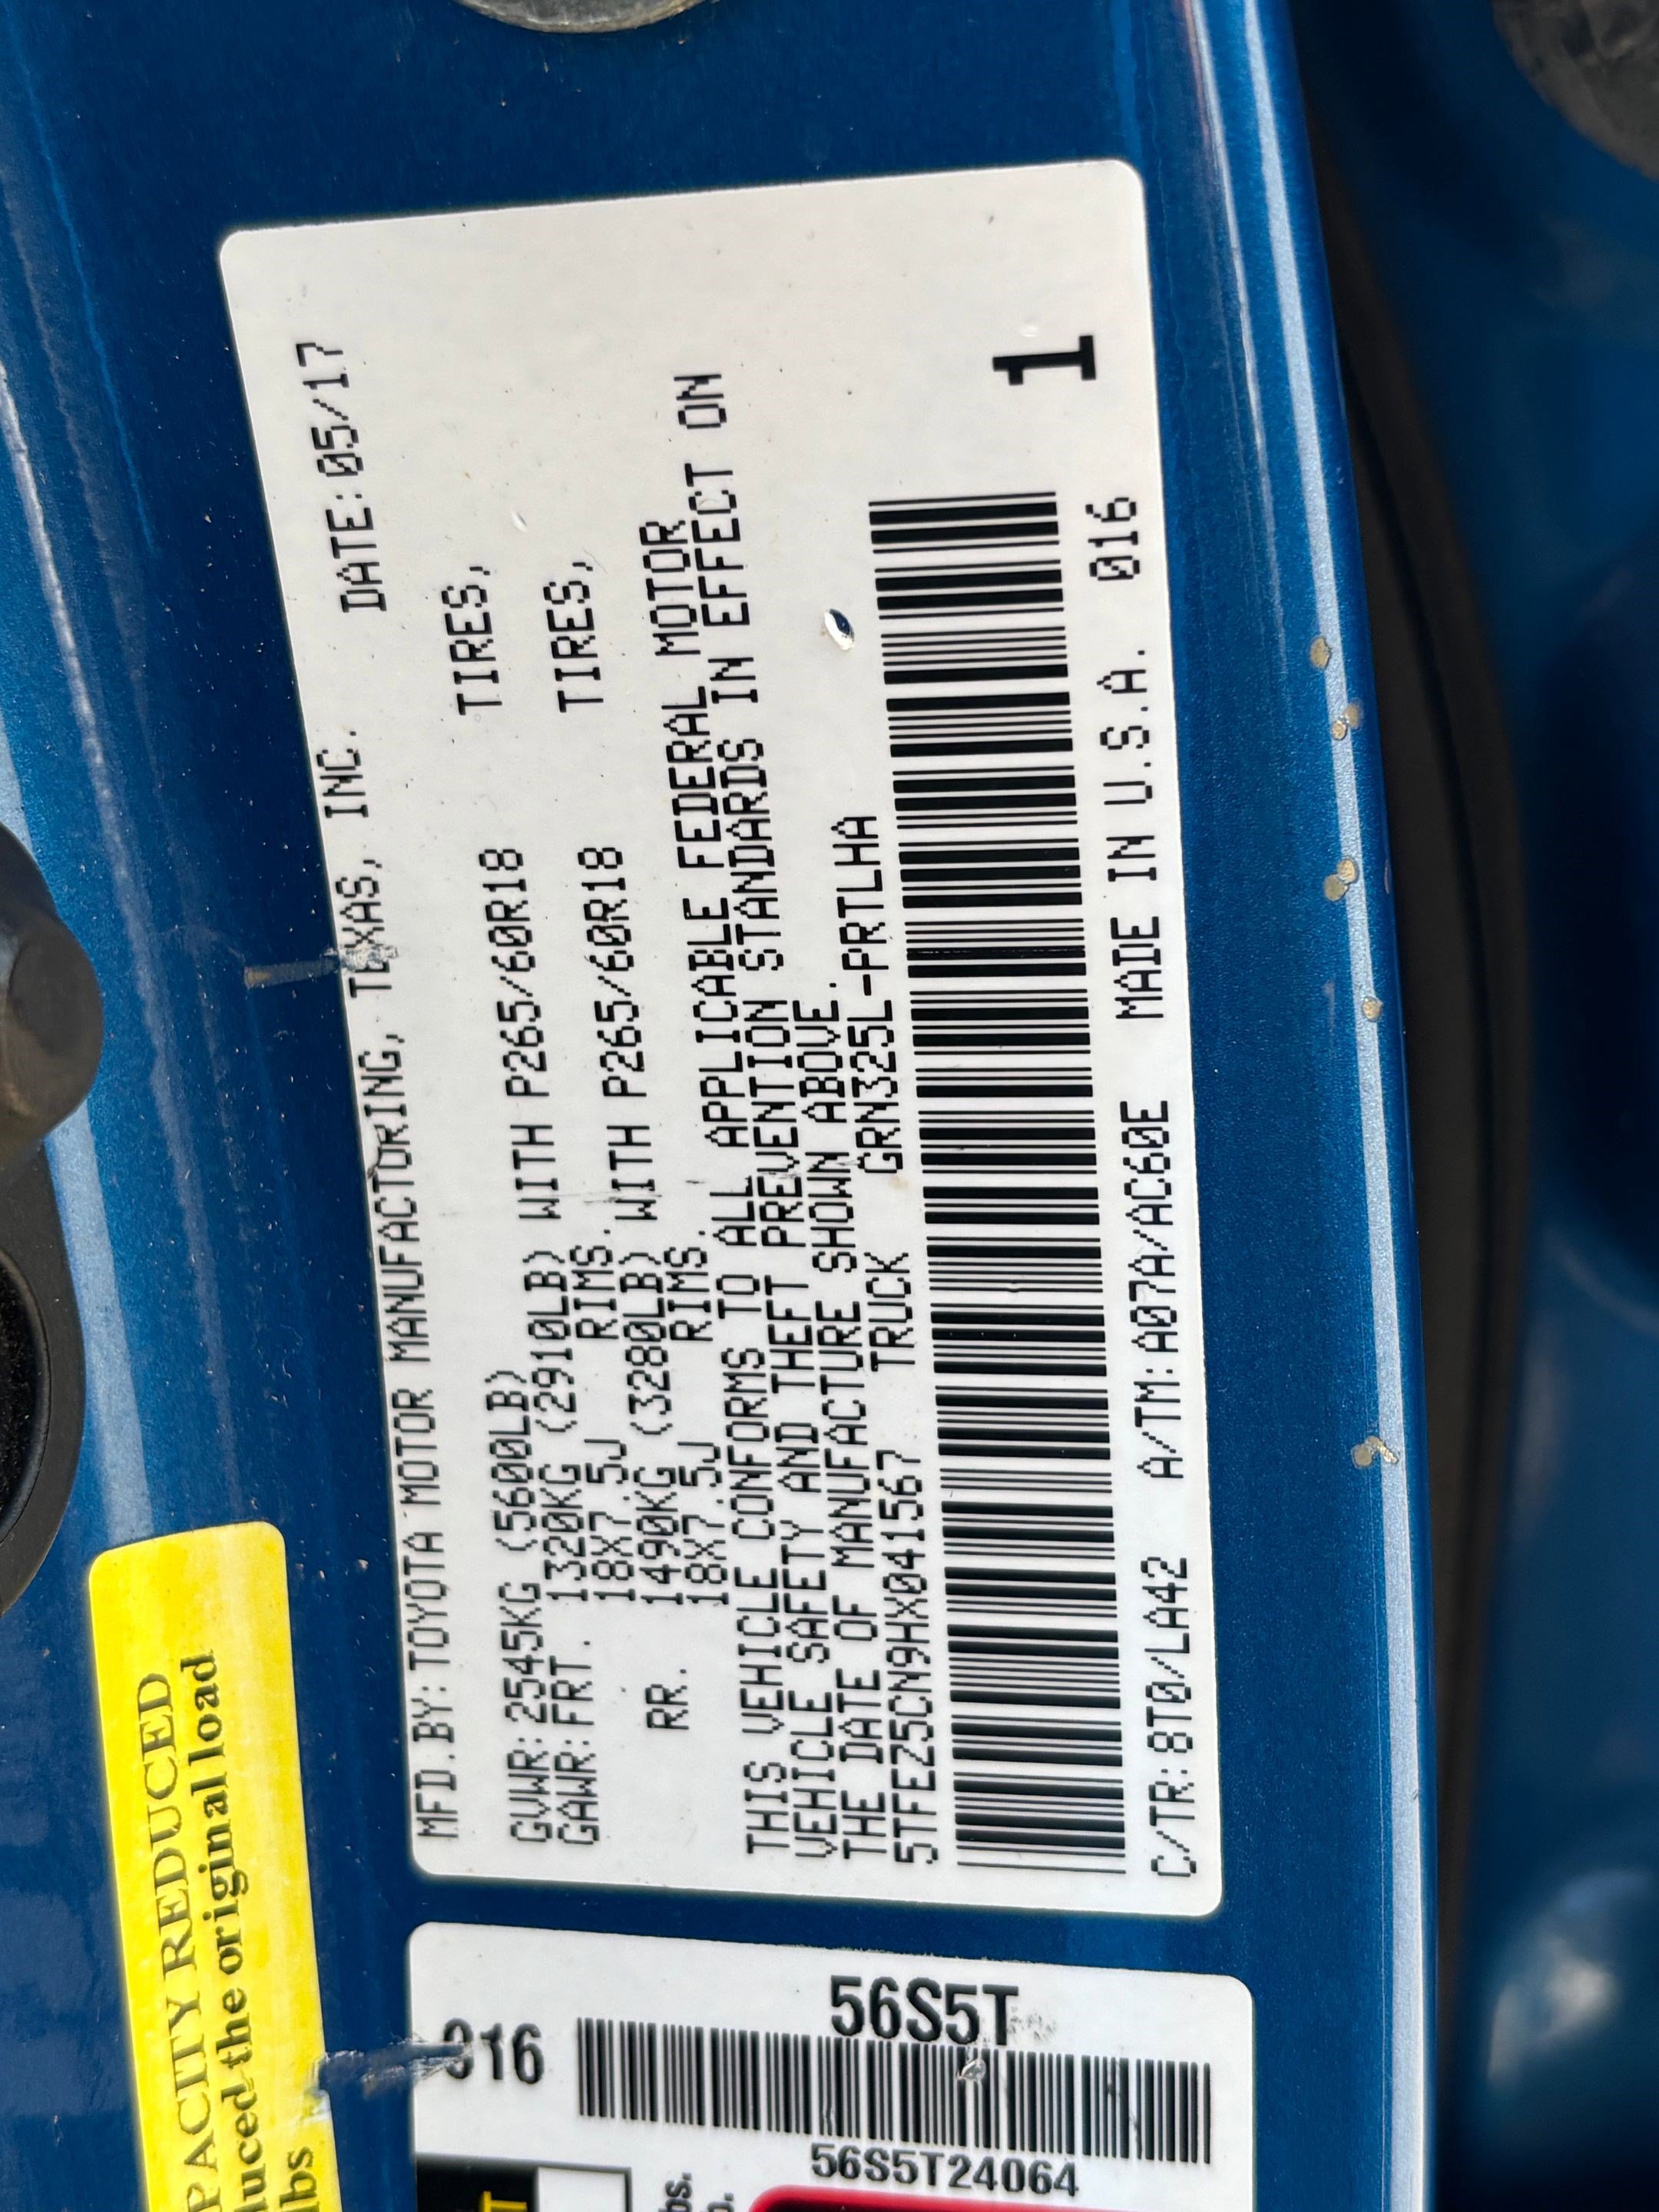 MFD.BY:TOYOTA MOTOR MANUFACTURING, TEXAS, INC. DATE:05/17
GVWR:2545KG (5600LB)
GAWR:FRT. 1320KG (2910LB) WITH P265/60R18 TIRES,
18X7.5J RIMS.
RR. 1490KG (3280LB) WITH P265/60R18 TIRES,
18X7.5J RIMS.
THIS VEHICLE CONFORMS TO ALL APPLICABLE FEDERAL MOTOR
VEHICLE SAFETY AND THEFT PREVENTION STANDARDS IN EFFECT ON
THE DATE OF MANUFACTURE SHOWN ABOVE.
5TFEZ5CN9HX041567 TRUCK GRN325L-PRTLHA
1
C/TR:8T0/LA42 A/TM:A07A/AC60E MADE IN U.S.A. 016
PACITY REDUCED
duced the original load
lbs
016
56S5T
56S5T24064